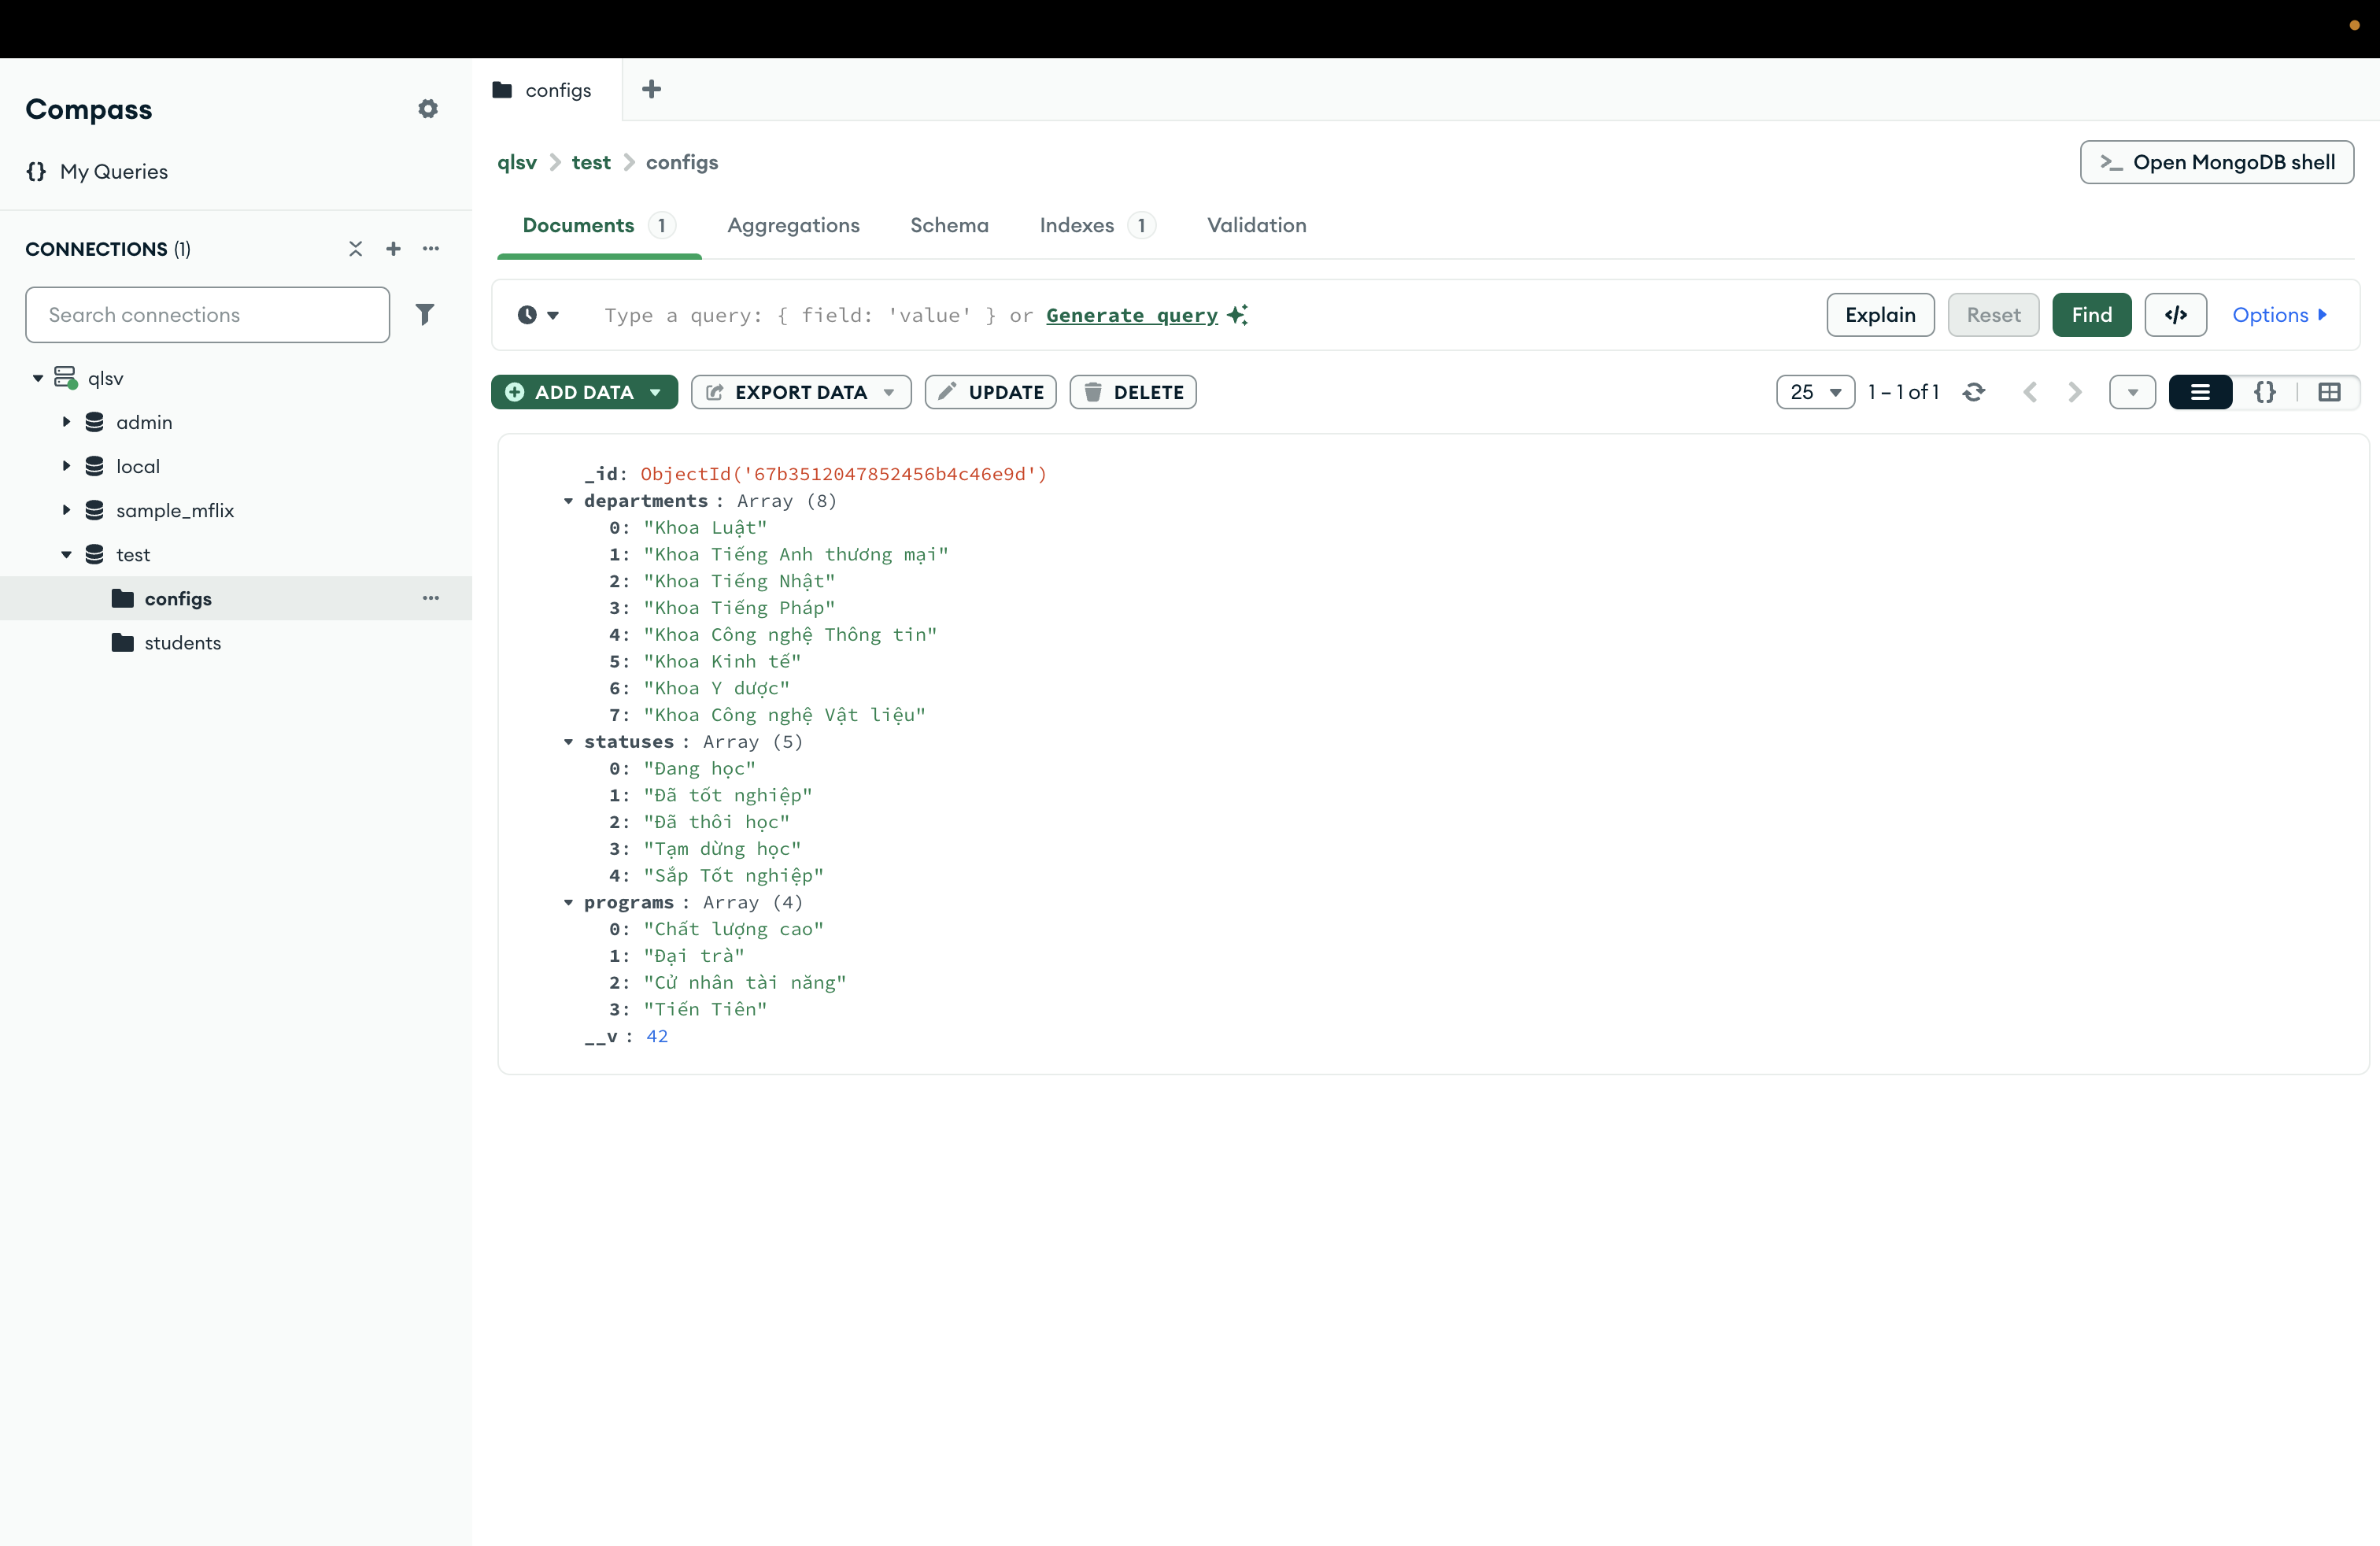 Compass
My Queries
CONNECTIONS (1)
Search connections
qlsv
admin
local
sample_mflix
test
configs
students
configs
qlsv > test > configs
Open MongoDB shell
Documents 1 Aggregations Schema Indexes 1 Validation
Type a query: { field: 'value' } or Generate query
Explain Reset Find </> Options
ADD DATA EXPORT DATA UPDATE DELETE
25 1 – 1 of 1 {}
_id: ObjectId('67b3512047852456b4c46e9d')
departments : Array (8)
0: "Khoa Luật"
1: "Khoa Tiếng Anh thương mại"
2: "Khoa Tiếng Nhật"
3: "Khoa Tiếng Pháp"
4: "Khoa Công nghệ Thông tin"
5: "Khoa Kinh tế"
6: "Khoa Y dược"
7: "Khoa Công nghệ Vật liệu"
statuses : Array (5)
0: "Đang học"
1: "Đã tốt nghiệp"
2: "Đã thôi học"
3: "Tạm dừng học"
4: "Sắp Tốt nghiệp"
programs : Array (4)
0: "Chất lượng cao"
1: "Đại trà"
2: "Cử nhân tài năng"
3: "Tiến Tiên"
__v : 42